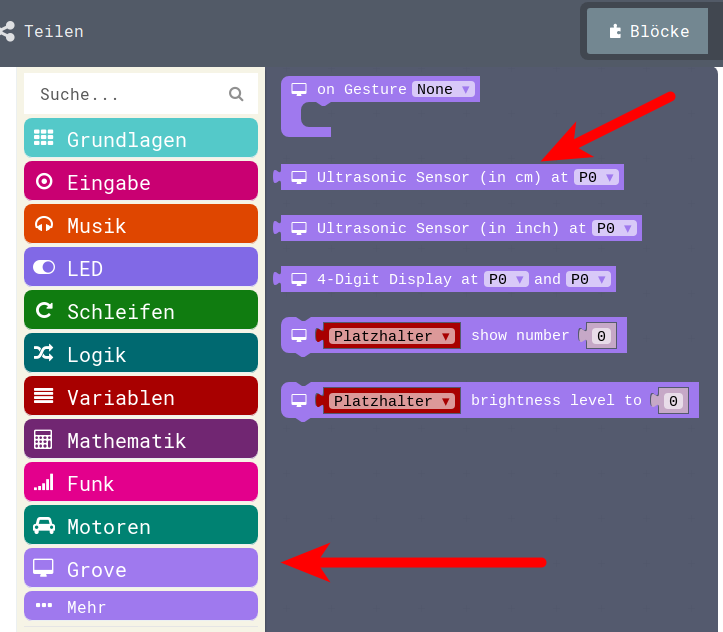 Teilen
Blöcke
Suche...
Grundlagen
Eingabe
Musik
LED
Schleifen
Logik
Variablen
Mathematik
Funk
Motoren
Grove
Mehr
on Gesture None ▼
Ultrasonic Sensor (in cm) at P0 ▼
Ultrasonic Sensor (in inch) at P0 ▼
4-Digit Display at P0 ▼ and P0 ▼
Platzhalter ▼ show number 0
Platzhalter ▼ brightness level to 0